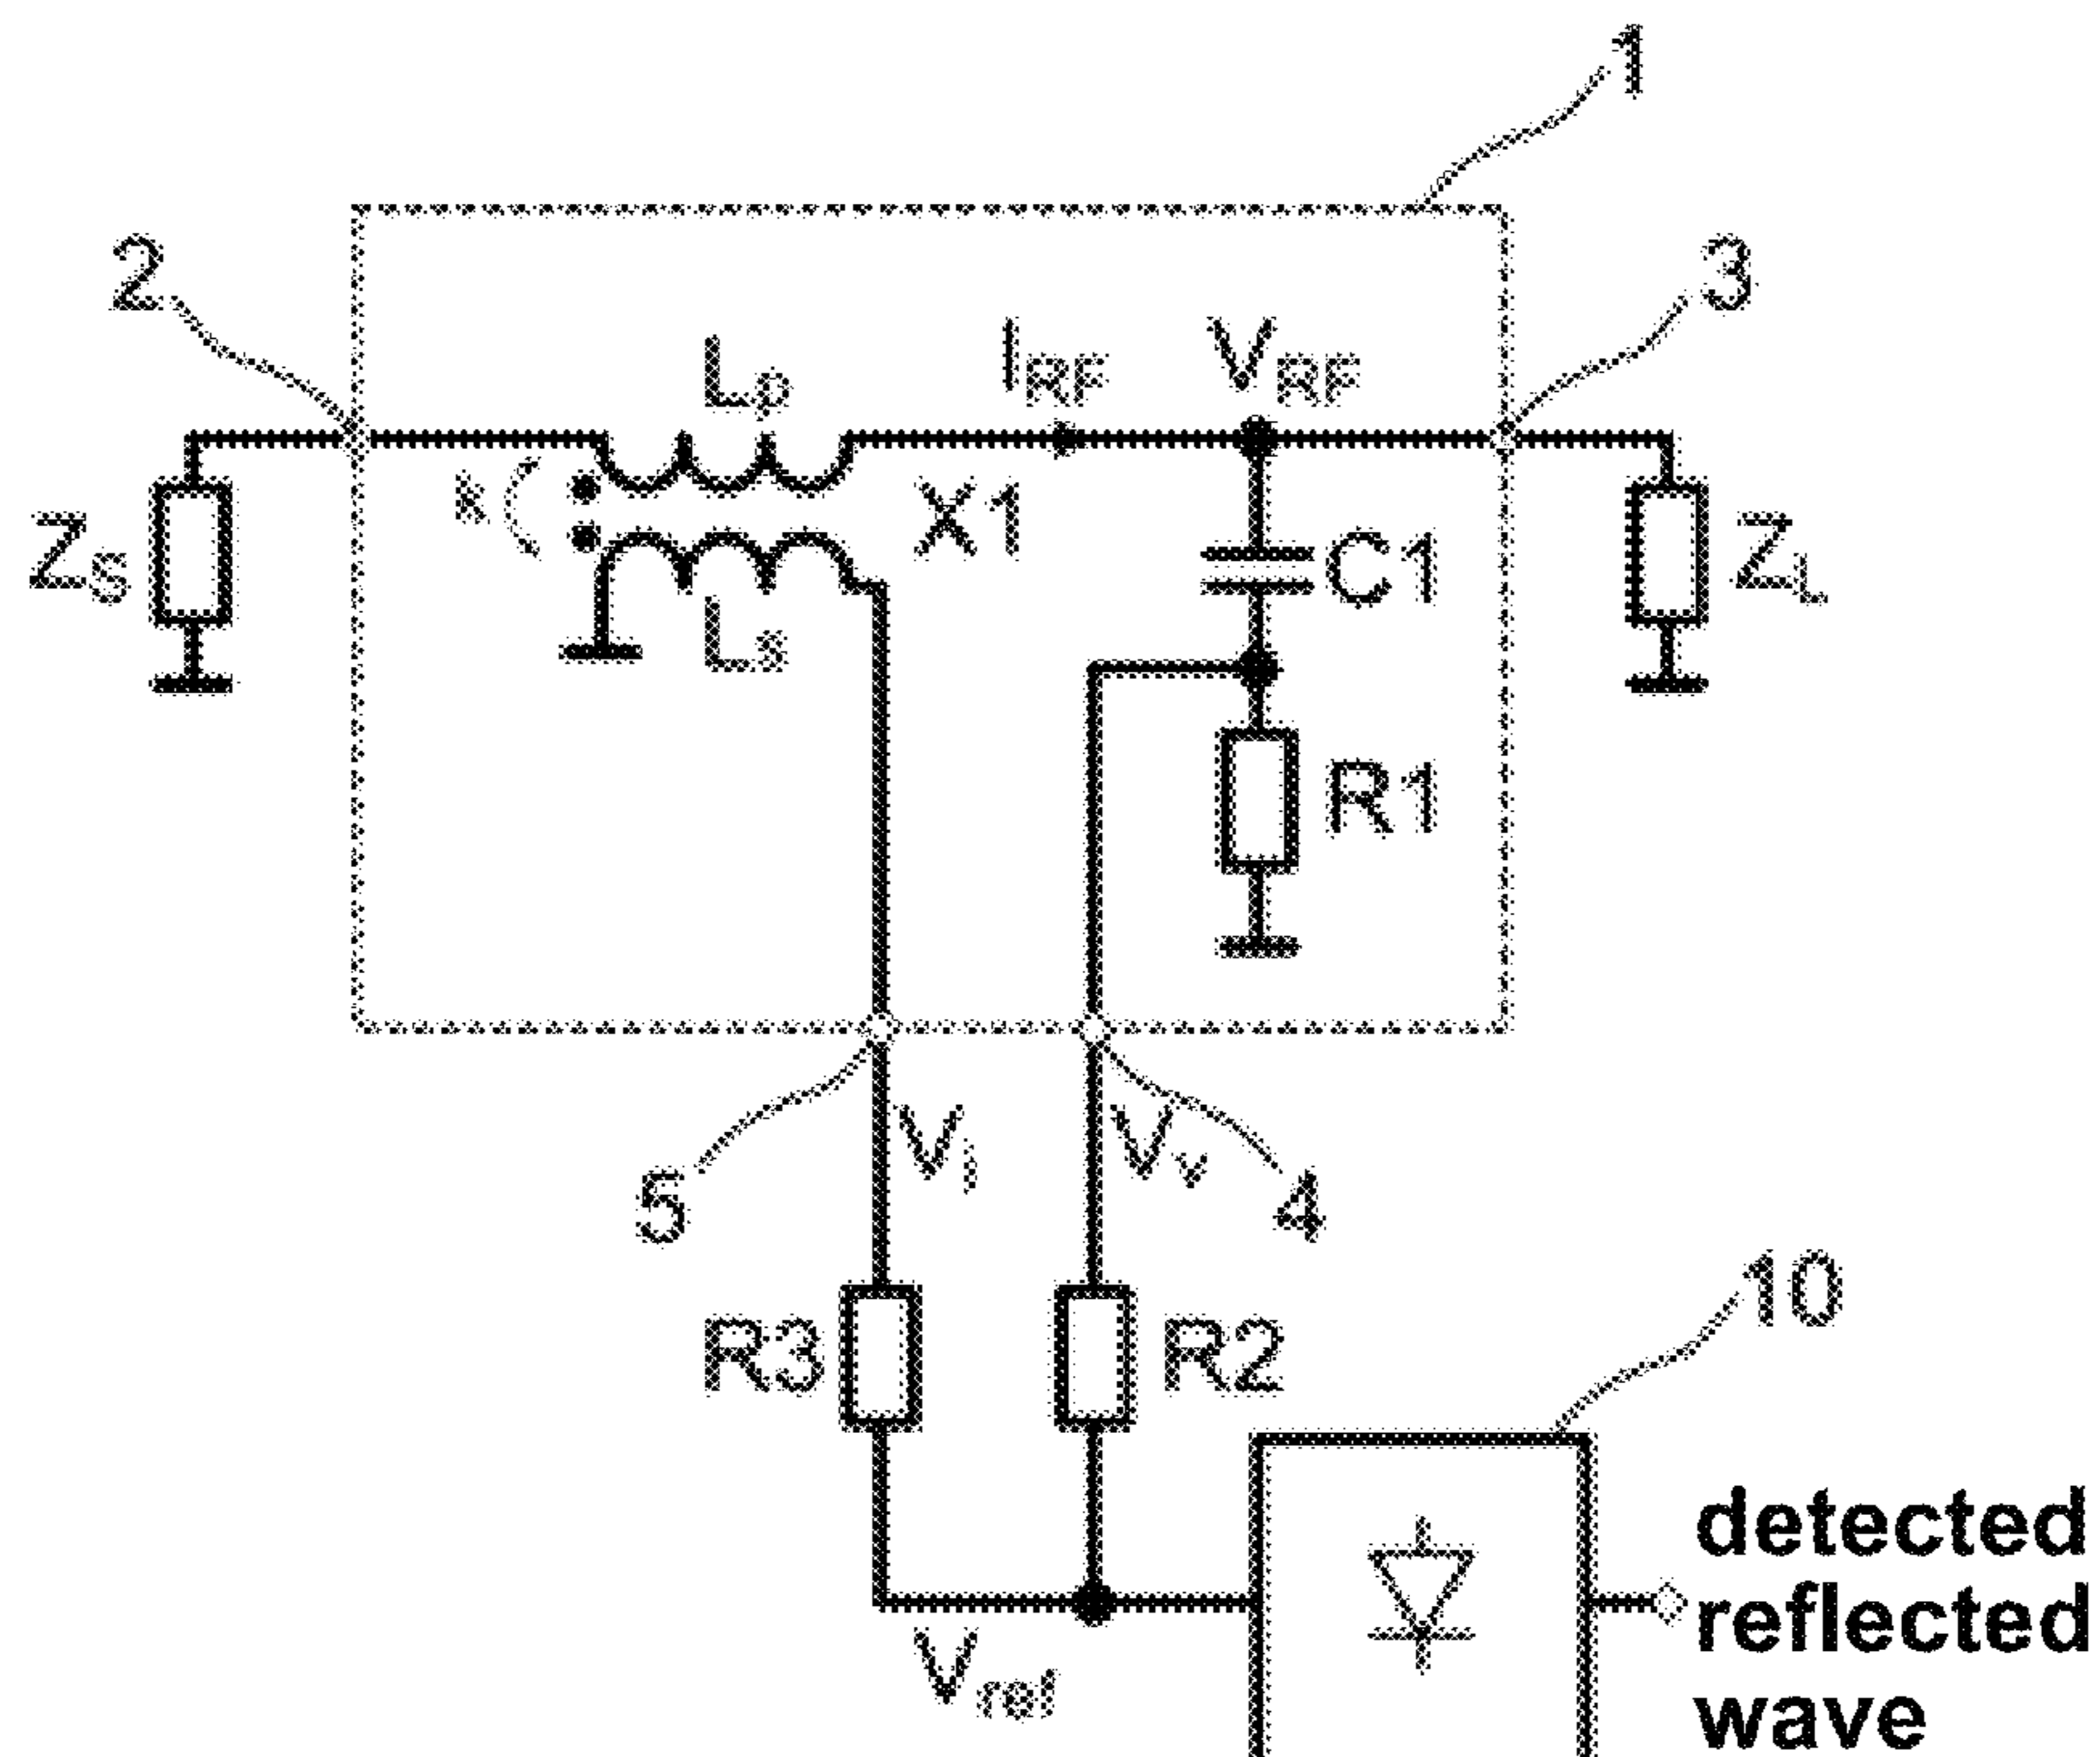 1
2
3
Lp
IRF
VRF
k
X1
ZS
C1
ZL
Ls
R1
Vi
Vv
5
4
10
R3
R2
detected
reflected
wave
Vref